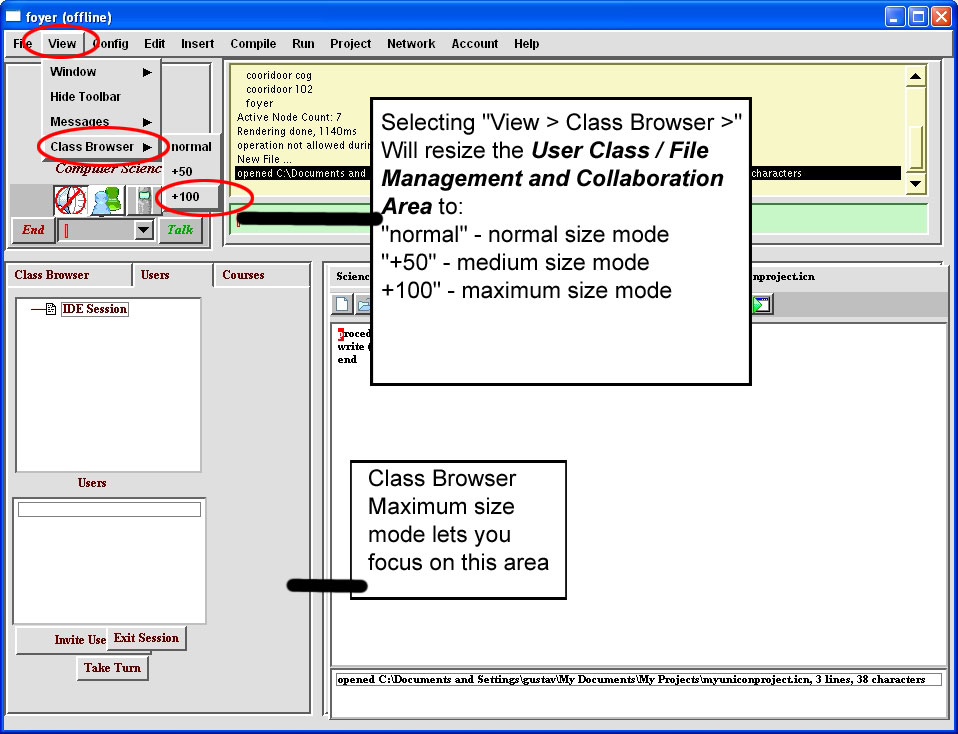 foyer (offline)
File View Config Edit Insert Compile Run Project Network Account Help
Window
Hide Toolbar
Messages
Class Browser
normal
+50
+100
Computer Scienc
End
Talk
cooridoor cog
cooridoor 102
foyer
Active Node Count: 7
Rendering done, 1140ms
operation not allowed durin
New File ...
opened C:\Documents and characters
Selecting "View > Class Browser >"
Will resize the User Class / File
Management and Collaboration
Area to:
"normal" - normal size mode
"+50" - medium size mode
+100" - maximum size mode
Class Browser Users Courses
IDE Session
Users
Invite Use Exit Session
Take Turn
Scienc onproject.icn
roced
write (
end
Class Browser
Maximum size
mode lets you
focus on this area
opened C:\Documents and Settings\gustav\My Documents\My Projects\myuniconproject.icn, 3 lines, 38 characters